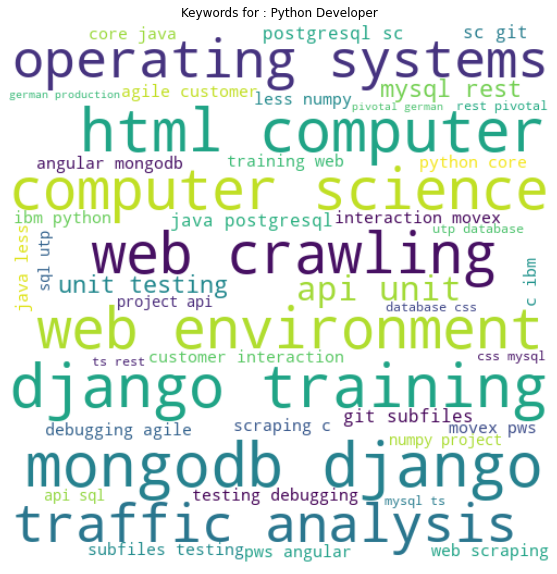 Keywords for : Python Developer
core java
postgresql sc
sc git
operating systems
german production
agile customer
less numpy
mysql rest
pivotal german
rest pivotal
html computer
angular mongodb
training web
python core
computer science
ibm python
java postgresql
interaction movex
utp database
java less
sql utp
web crawling
c ibm
unit testing
api unit
project api
database css
web environment
ts rest
customer interaction
css mysql
django training
git subfiles
debugging agile
scraping c
movex pws
numpy project
mongodb django
api sql
testing debugging
mysql ts
traffic analysis
subfiles testing
pws angular
web scraping